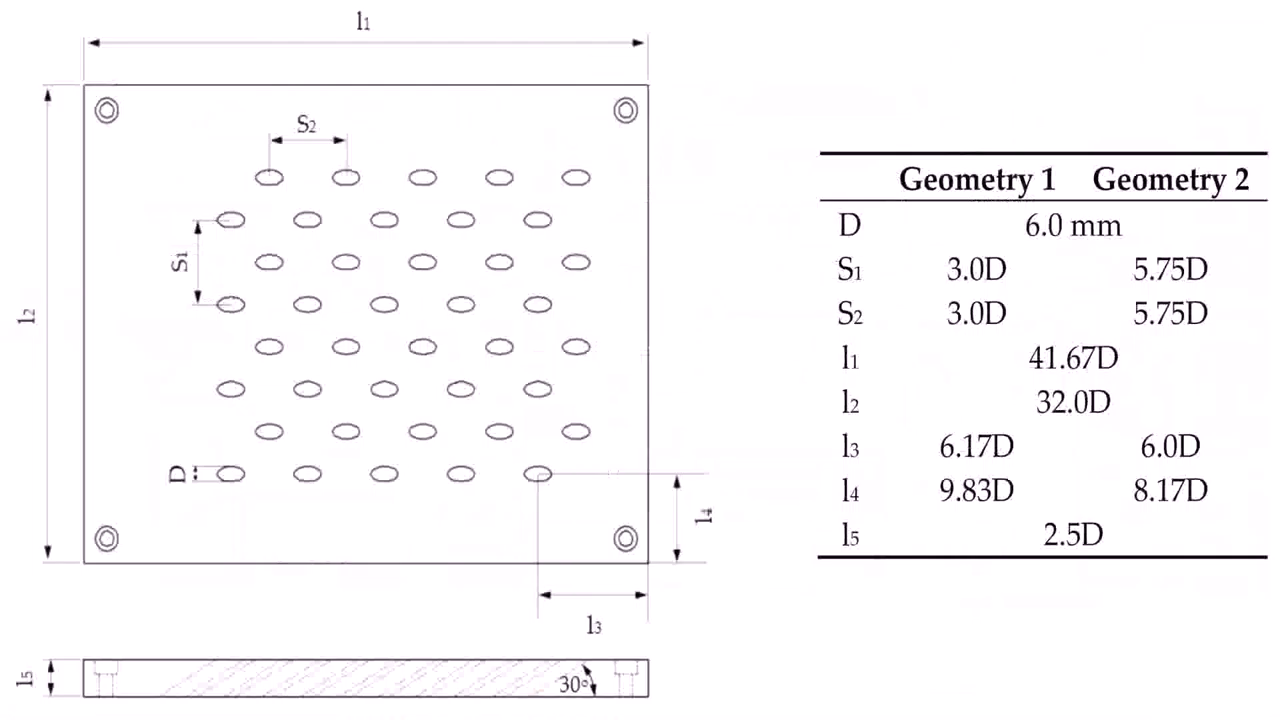 l1
S2
S1
l2
D
l4
l3
l5
30°
Geometry 1 Geometry 2
D 6.0 mm
S1 3.0D 5.75D
S2 3.0D 5.75D
l1 41.67D
l2 32.0D
l3 6.17D 6.0D
l4 9.83D 8.17D
l5 2.5D